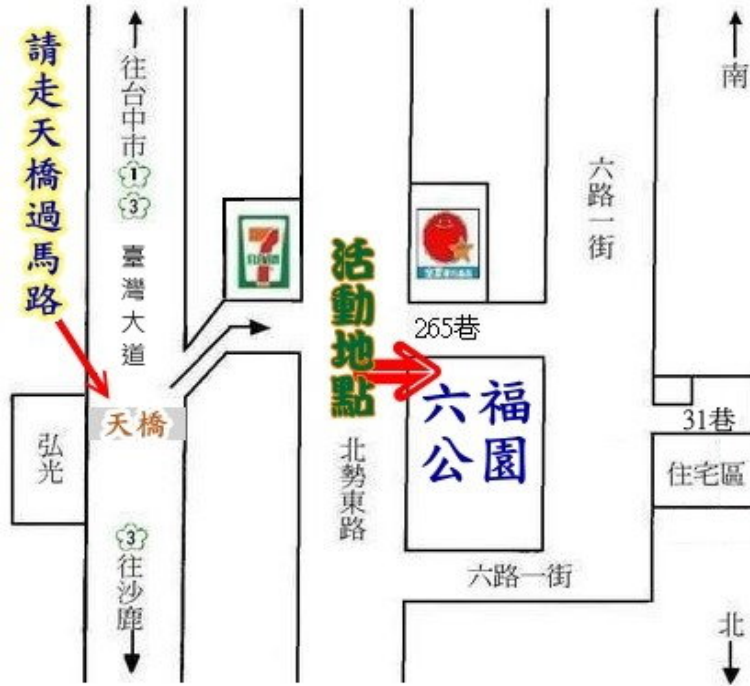 請走天橋過馬路
往台中市
1
3
臺灣大道
天橋
弘光
3
往沙鹿
7
ELEVEN
活動地點
北勢東路
265巷
六福
公園
六路一街
六路一街
31巷
住宅區
南
北